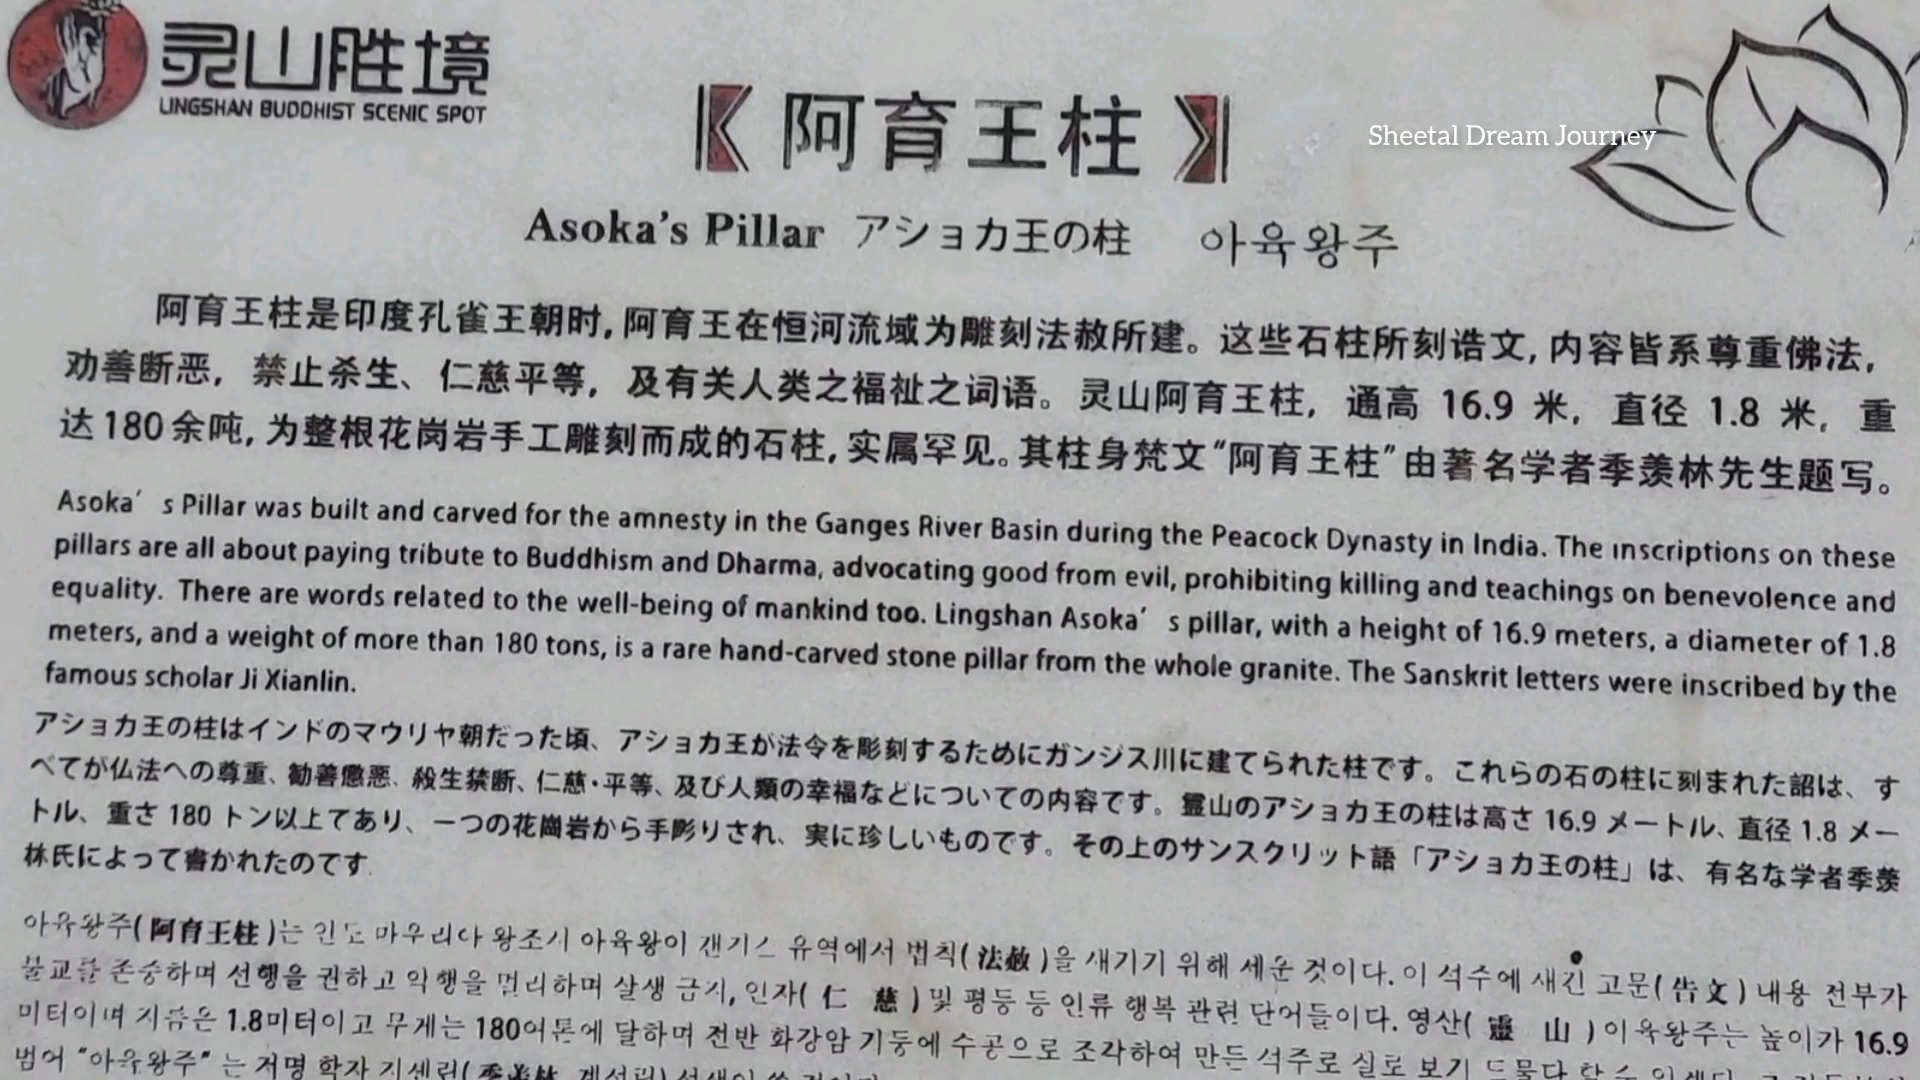 灵山胜境
LINGSHAN BUDDHIST SCENIC SPOT
【阿育王柱】
Sheetal Dream Journey
Asoka's Pillar アショカ王の柱 아육왕주
阿育王柱是印度孔雀王朝时,阿育王在恒河流域为雕刻法赦所建。这些石柱所刻诰文,内容皆系尊重佛法,
劝善断恶,禁止杀生、仁慈平等,及有关人类之福祉之词语。灵山阿育王柱,通高 16.9 米,直径 1.8 米,重
达180余吨,为整根花岗岩手工雕刻而成的石柱,实属罕见。其柱身梵文“阿育王柱”由著名学者季羡林先生题写。
Asoka's Pillar was built and carved for the amnesty in the Ganges River Basin during the Peacock Dynasty in India. The inscriptions on these
pillars are all about paying tribute to Buddhism and Dharma, advocating good from evil, prohibiting killing and teachings on benevolence and
equality. There are words related to the well-being of mankind too. Lingshan Asoka's pillar, with a height of 16.9 meters, a diameter of 1.8
meters, and a weight of more than 180 tons, is a rare hand-carved stone pillar from the whole granite. The Sanskrit letters were inscribed by the
famous scholar Ji Xianlin.
アショカ王の柱はインドのマウリヤ朝だった頃、アショカ王が法令を彫刻するためにガンジス川に建てられた柱です。これらの石の柱に刻まれた詔は、す
べてが仏法への尊重、勧善懲悪、殺生禁断、仁慈・平等、及び人類の幸福などについての内容です。霊山のアショカ王の柱は高さ 16.9 メートル、直径 1.8 メー
トル、重さ 180 トン以上てあり、一つの花崗岩から手彫りされ、実に珍しいものです。その上のサンスクリット語「アショカ王の柱」は、有名な学者季羨
林氏によって書かれたのです.
아육왕주(阿育王柱)는 인도 마우리아 왕조시 아육왕이 갠기스 유역에서 법칙(法赦)을 새기기 위해 세운 것이다. 이 석주에 새긴 고문(告文) 내용 전부가
불교를 존중하며 선행을 권하고 악행을 멀리하며 살생 금지, 인자(仁 慈) 및 평등 등 인류 행복 관련 단어들이다. 영산(靈 山) 이육왕주는 높이가 16.9
미터이며 지름은 1.8미터이고 무게는 180여톤에 달하며 전반 화강암 기둥에 수공으로 조각하여 만든 석주로 실로 보기 드물다
범어 "아육왕주" 는 저명 학자 지센린(季羡林